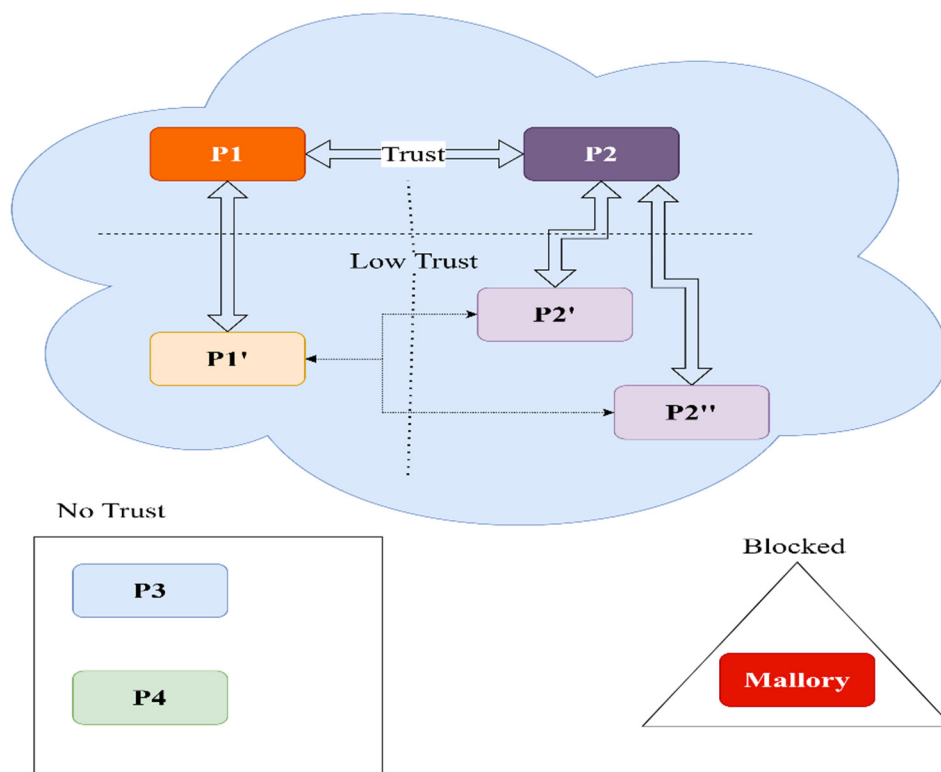 P1
Trust
P2
Low Trust
P2'
P1'
P2''
No Trust
P3
P4
Blocked
Mallory